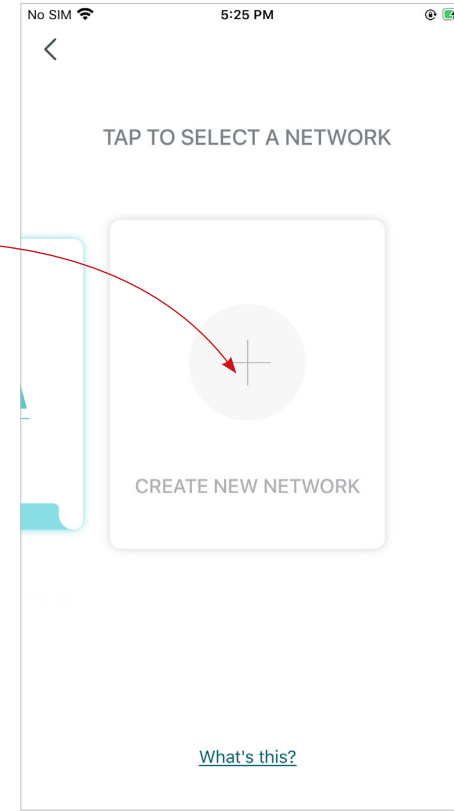 No SIM
5:25 PM
TAP TO SELECT A NETWORK
CREATE NEW NETWORK
What's this?